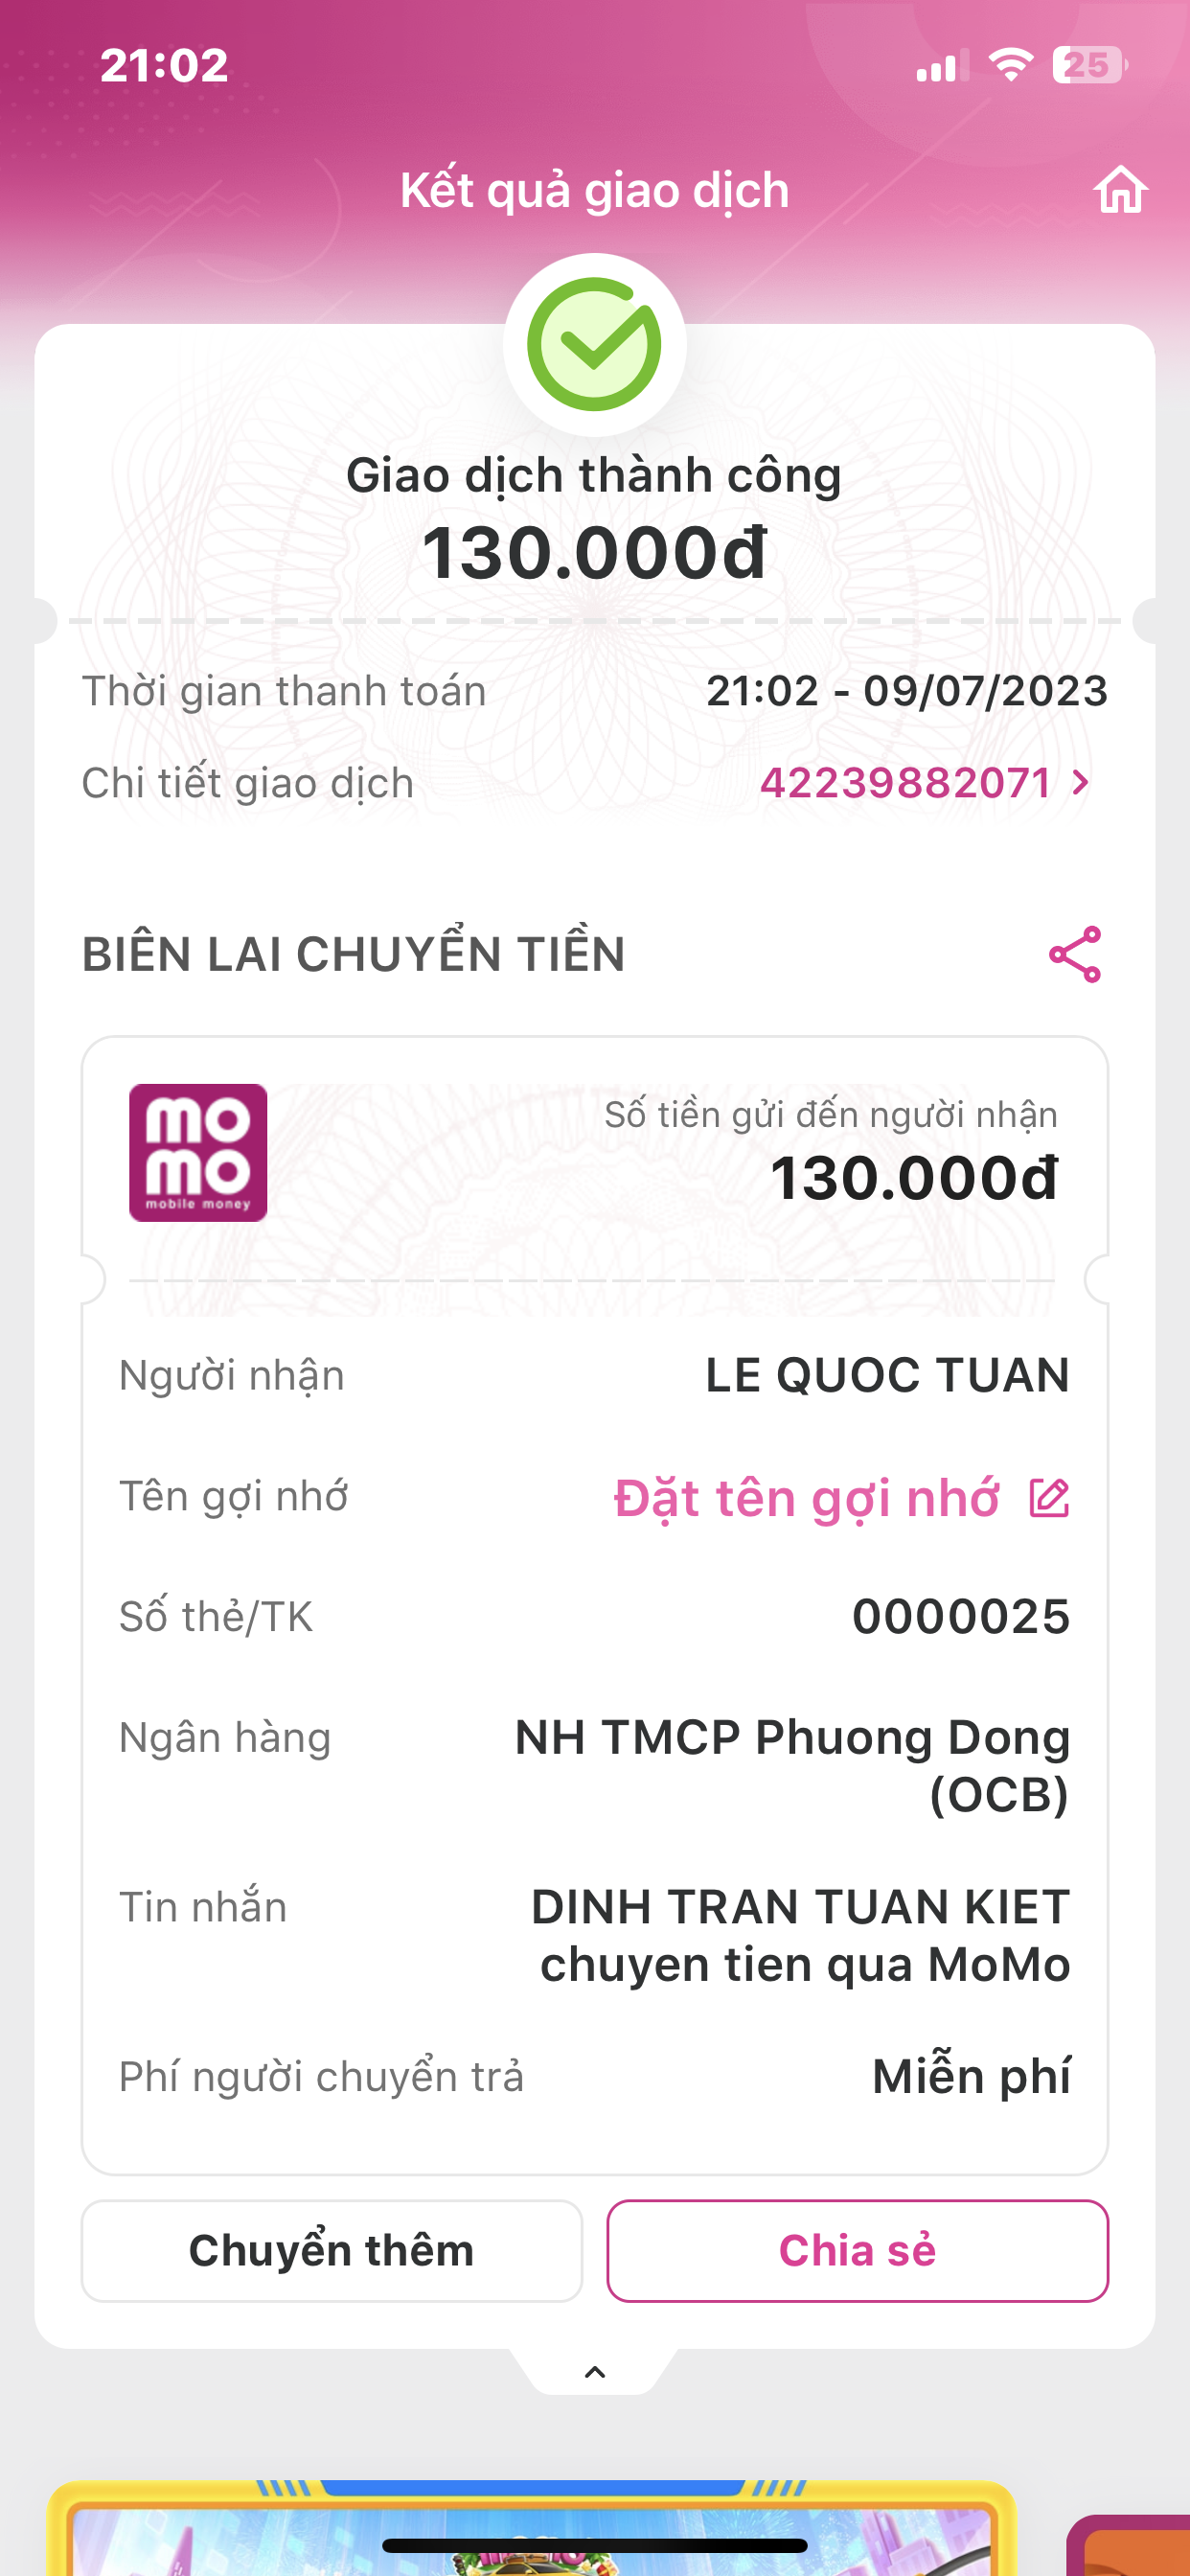 21:02
25
Kết quả giao dịch
Giao dịch thành công
130.000đ
Thời gian thanh toán 21:02 - 09/07/2023
Chi tiết giao dịch 42239882071
BIÊN LAI CHUYỂN TIỀN
mo
mo
mobile money
Số tiền gửi đến người nhận
130.000đ
Người nhận LE QUOC TUAN
Tên gợi nhớ Đặt tên gợi nhớ
Số thẻ/TK 0000025
Ngân hàng NH TMCP Phuong Dong
(OCB)
Tin nhắn DINH TRAN TUAN KIET
chuyen tien qua MoMo
Phí người chuyển trả Miễn phí
Chuyển thêm Chia sẻ